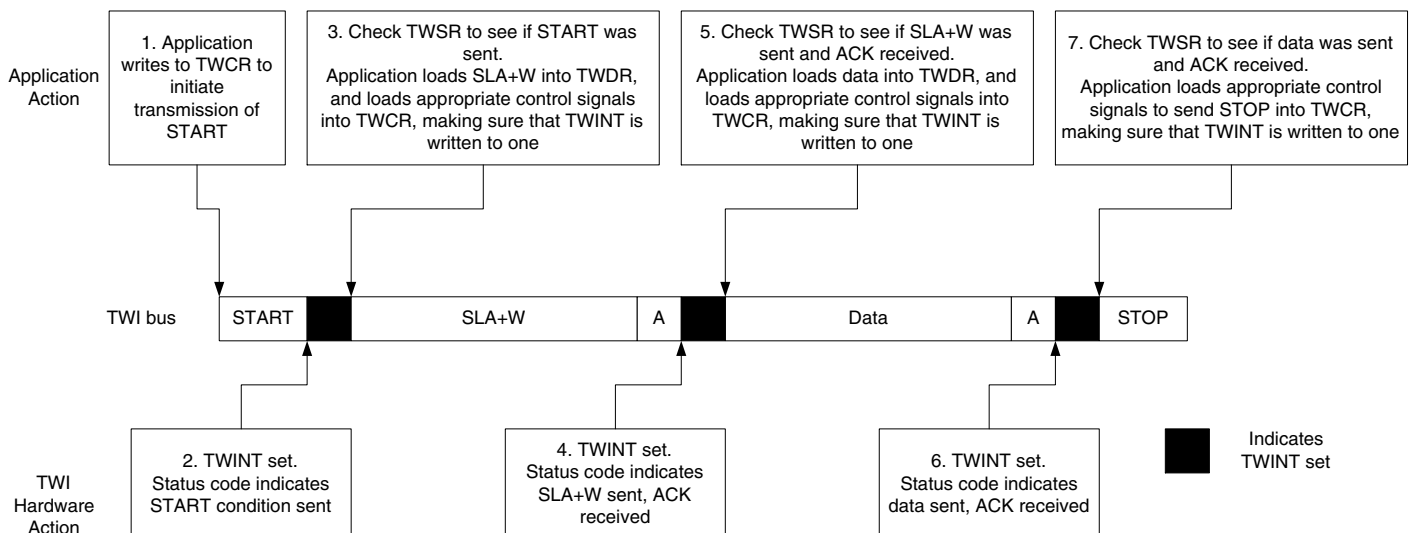 Application
Action
1. Application
writes to TWCR to
initiate
transmission of
START
3. Check TWSR to see if START was
sent.
Application loads SLA+W into TWDR,
and loads appropriate control signals
into TWCR, making sure that TWINT is
written to one
5. Check TWSR to see if SLA+W was
sent and ACK received.
Application loads data into TWDR, and
loads appropriate control signals into
TWCR, making sure that TWINT is
written to one
7. Check TWSR to see if data was sent
and ACK received.
Application loads appropriate control
signals to send STOP into TWCR,
making sure that TWINT is written to one
TWI bus
START
SLA+W
A
Data
A
STOP
TWI
Hardware
Action
2. TWINT set.
Status code indicates
START condition sent
4. TWINT set.
Status code indicates
SLA+W sent, ACK
received
6. TWINT set.
Status code indicates
data sent, ACK received
Indicates
TWINT set